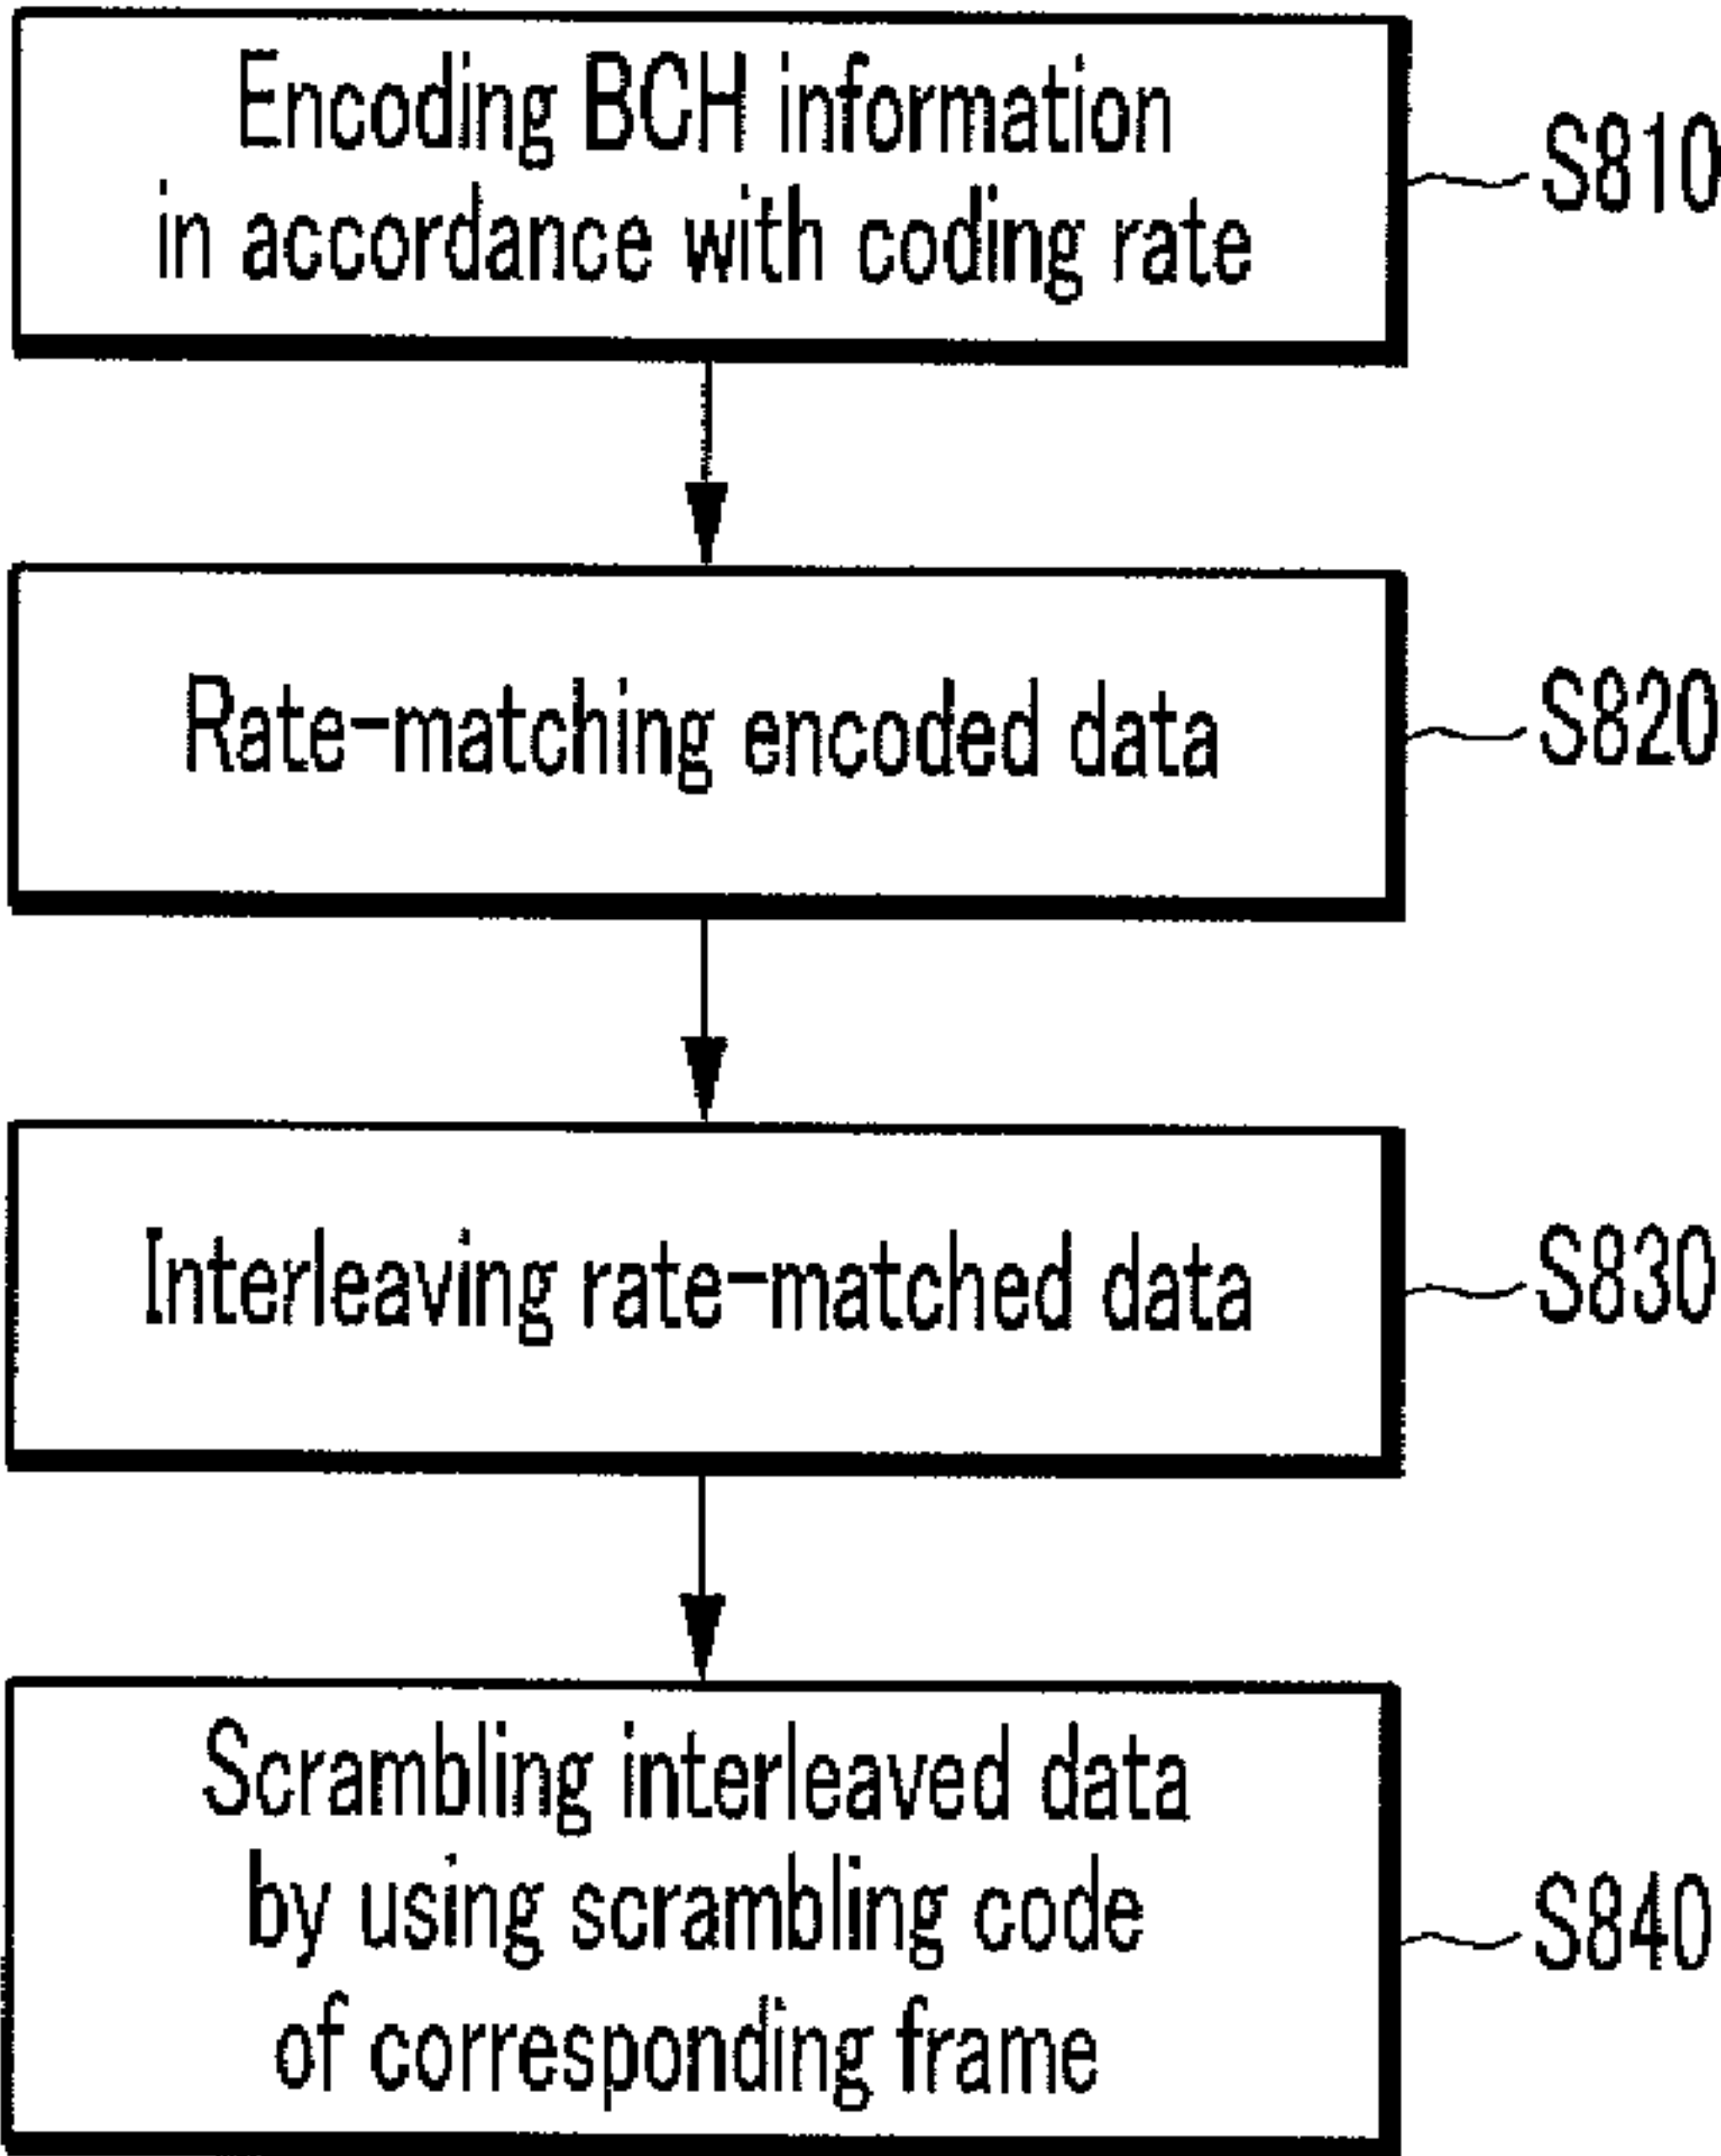 Encoding BCH information
in accordance with coding rate
S810
Rate-matching encoded data
S820
Interleaving rate-matched data
S830
Scrambling interleaved data
by using scrambling code
of corresponding frame
S840